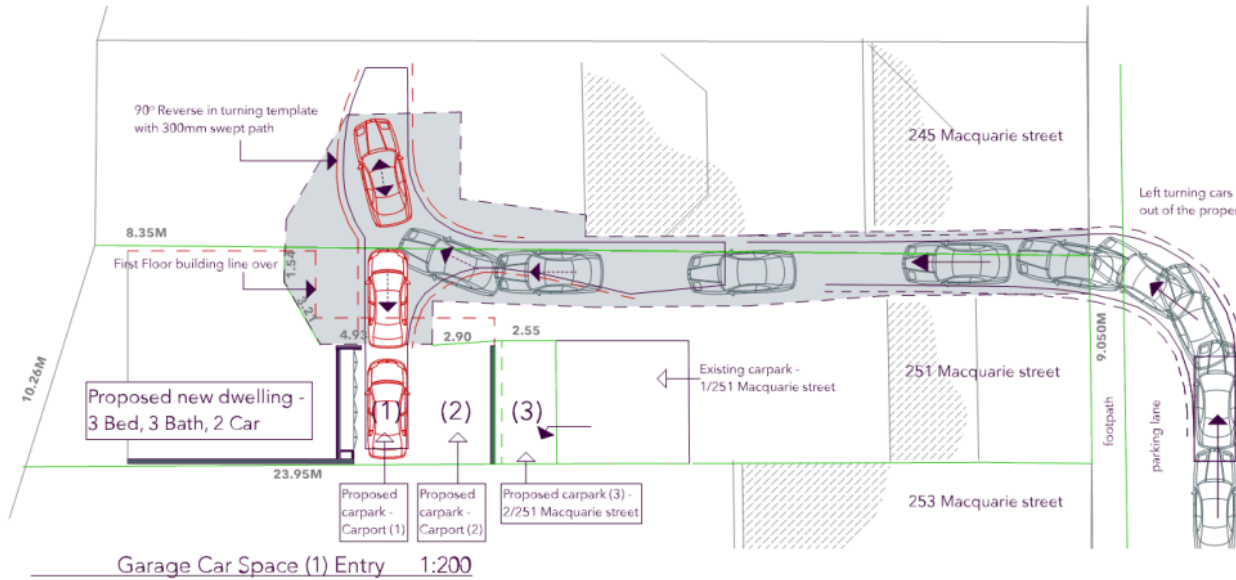 90º Reverse in turning template
with 300mm swept path
245 Macquarie street
Left turning cars
out of the proper
8.35M
First Floor building line over
1.54
3.21
4.93
2.90
2.55
9.050M
10.26M
Existing carpark -
1/251 Macquarie street
251 Macquarie street
Proposed new dwelling -
3 Bed, 3 Bath, 2 Car
(1)
(2)
(3)
footpath
parking lane
23.95M
Proposed
carpark -
Carport (1)
Proposed
carpark -
Carport (2)
Proposed carpark (3) -
2/251 Macquarie street
253 Macquarie street
Garage Car Space (1) Entry 1:200